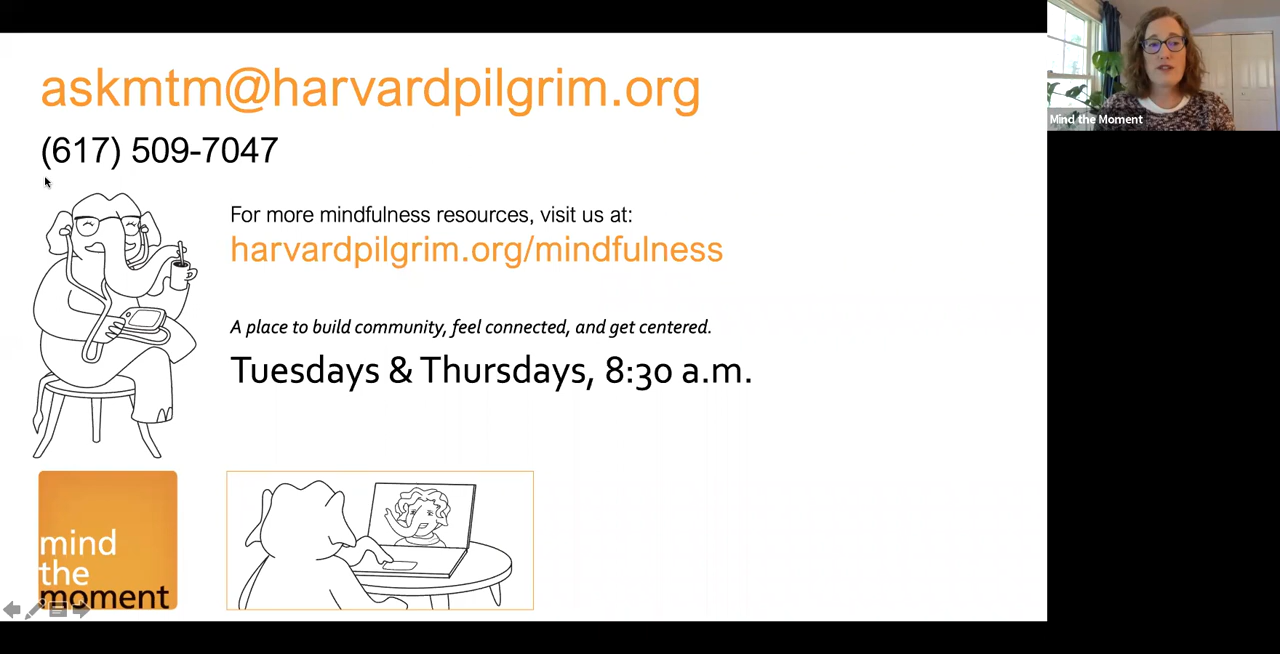 askmtm@harvardpilgrim.org
(617) 509-7047
For more mindfulness resources, visit us at:
harvardpilgrim.org/mindfulness
A place to build community, feel connected, and get centered.
Tuesdays & Thursdays, 8:30 a.m.
mind
the
moment
Mind the Moment